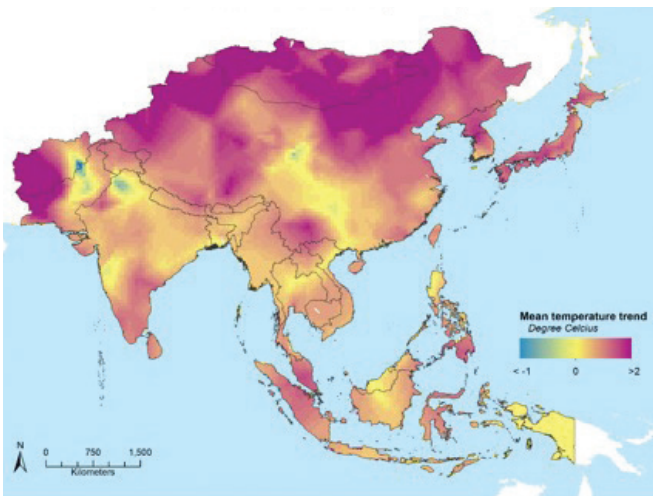 Mean temperature trend
Degree Celcius
< -1 0 >2
N
0 750 1,500
Kilometers